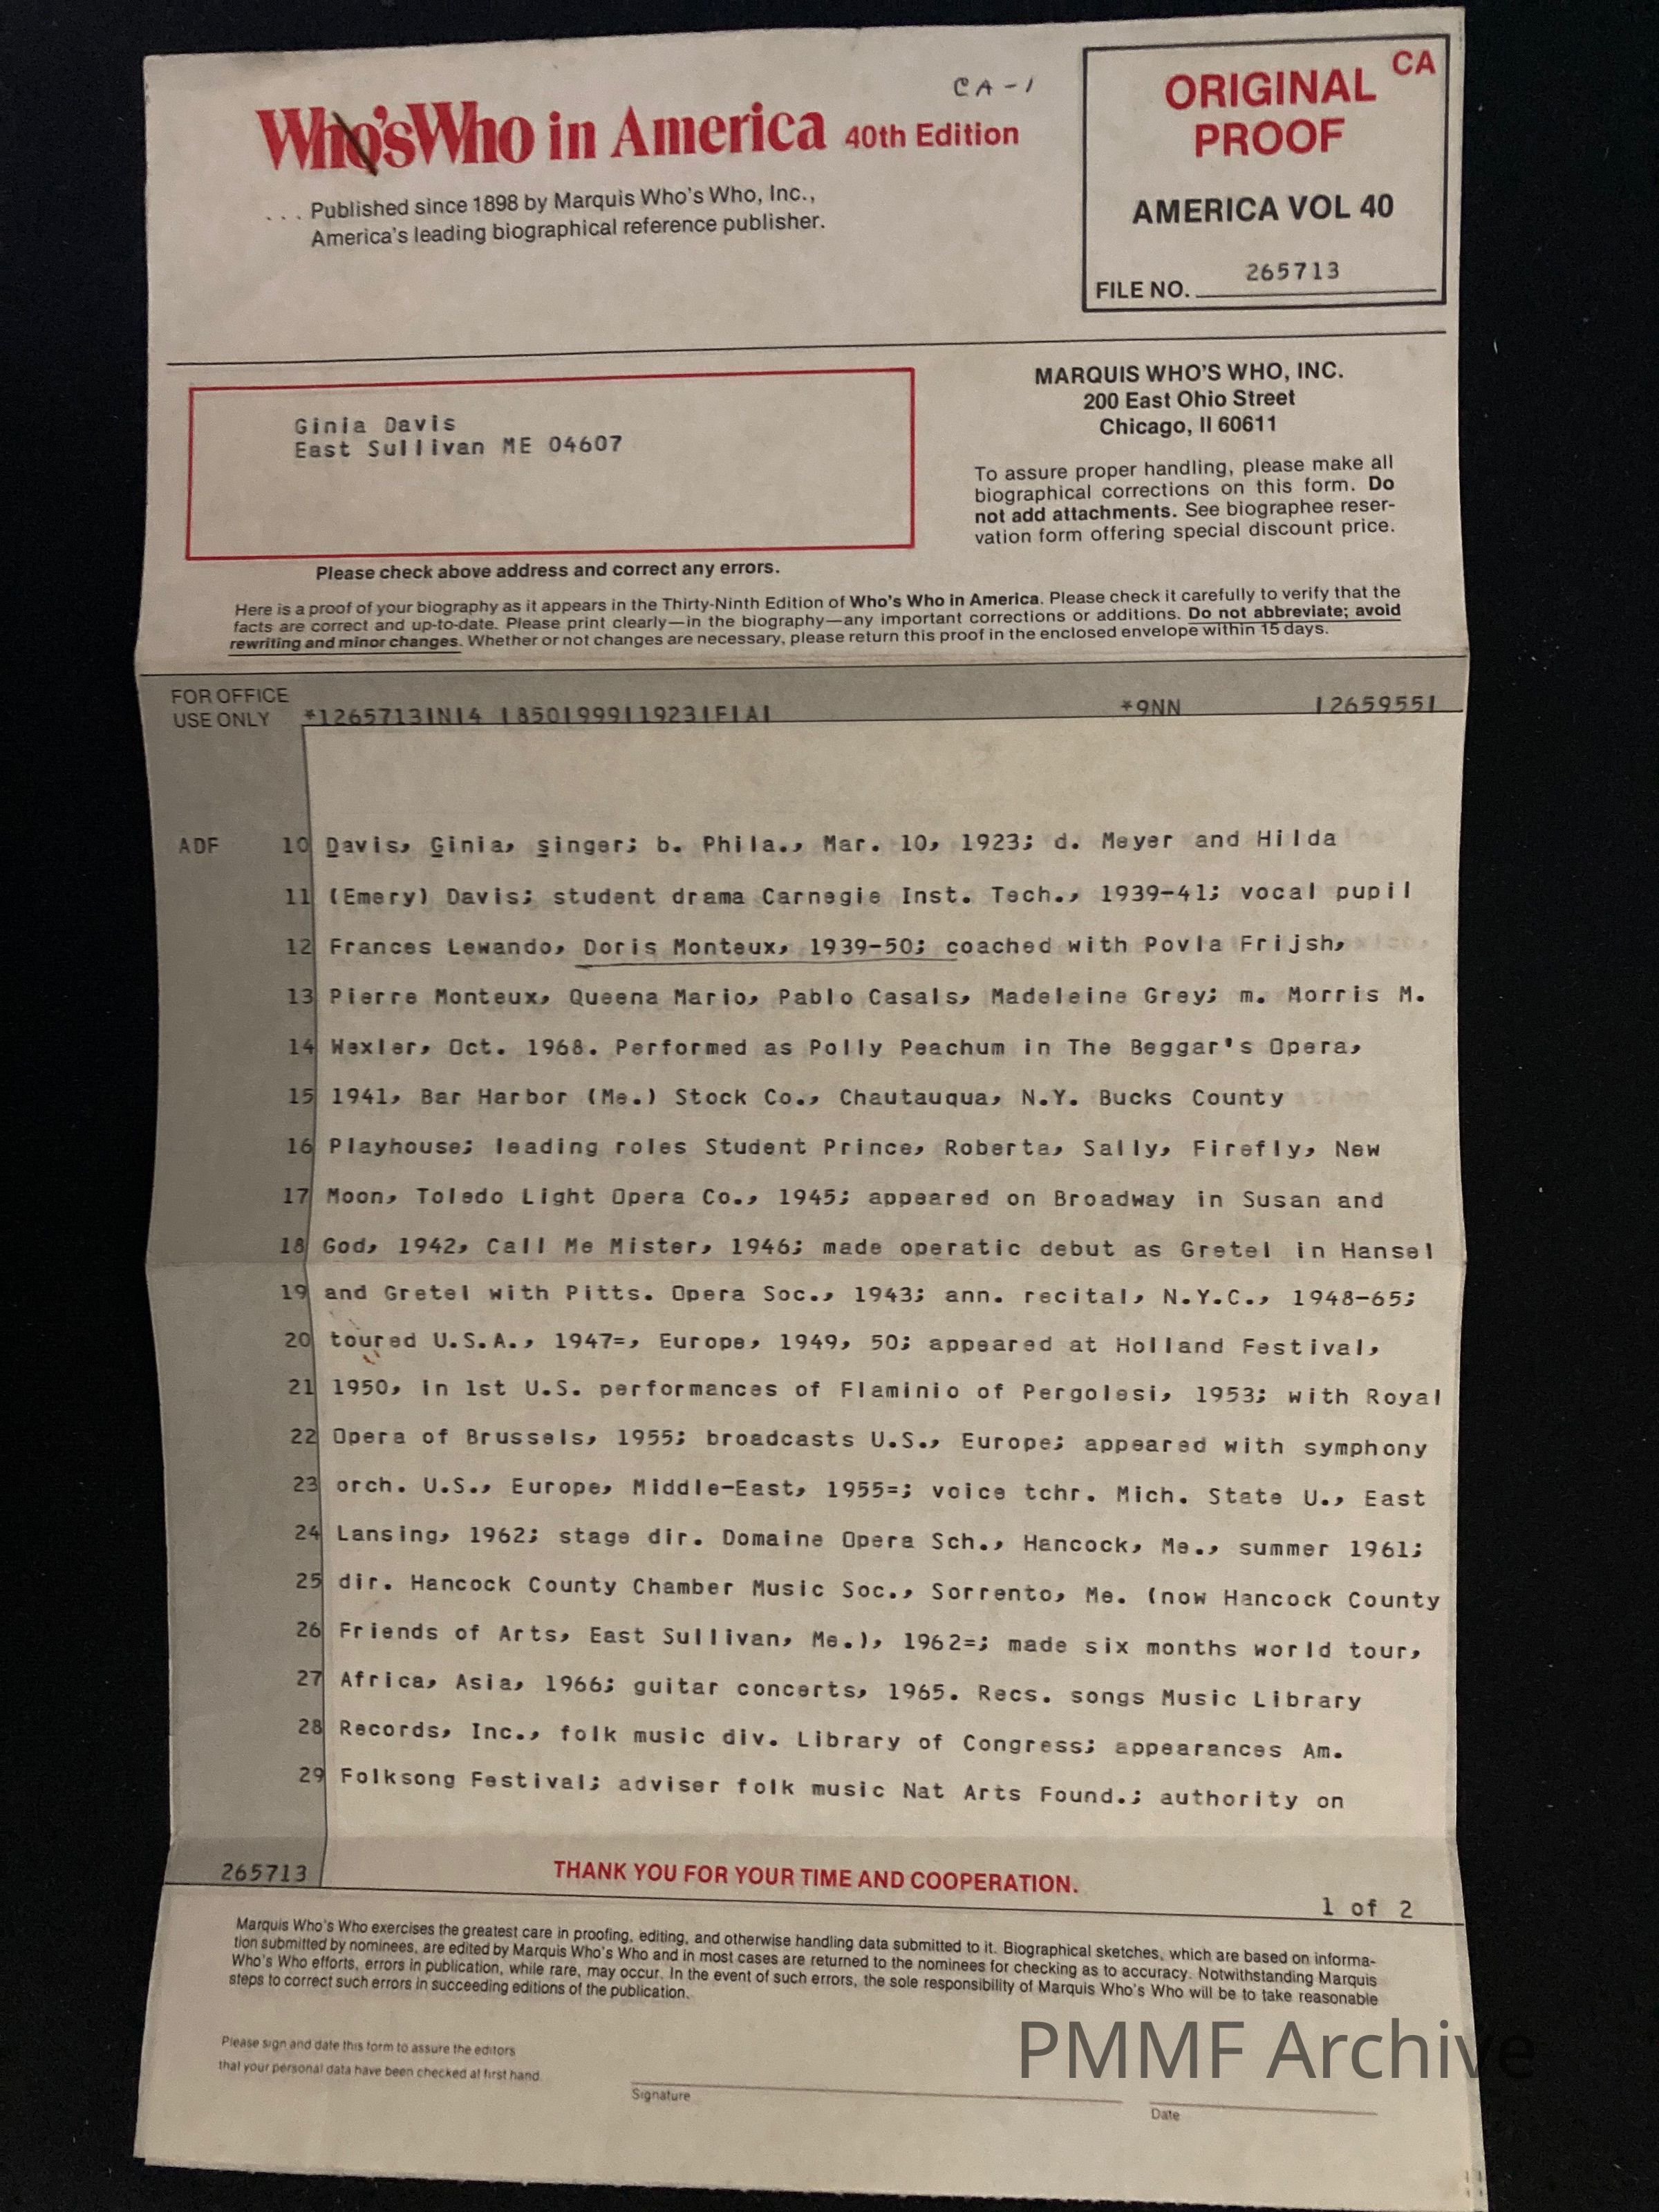 CA-1
Who'sWho in America 40th Edition
... Published since 1898 by Marquis Who's Who, Inc.,
America's leading biographical reference publisher.
CA
ORIGINAL
PROOF
AMERICA VOL 40
FILE NO. 265713
Ginia Davis
East Sullivan ME 04607
Please check above address and correct any errors.
MARQUIS WHO'S WHO, INC.
200 East Ohio Street
Chicago, Il 60611
To assure proper handling, please make all
biographical corrections on this form. Do
not add attachments. See biographee reser-
vation form offering special discount price.
Here is a proof of your biography as it appears in the Thirty-Ninth Edition of Who's Who in America. Please check it carefully to verify that the
facts are correct and up-to-date. Please print clearly—in the biography—any important corrections or additions. Do not abbreviate; avoid
rewriting and minor changes. Whether or not changes are necessary, please return this proof in the enclosed envelope within 15 days.
FOR OFFICE
USE ONLY *1265713|N|4 |850|999|1923|F|A| *9NN |265955|
ADF 10 Davis, Ginia, singer; b. Phila., Mar. 10, 1923; d. Meyer and Hilda
11 (Emery) Davis; student drama Carnegie Inst. Tech., 1939-41; vocal pupil
12 Frances Lewando, Doris Monteux, 1939-50; coached with Povla Frijsh,
13 Pierre Monteux, Queena Mario, Pablo Casals, Madeleine Grey; m. Morris M.
14 Wexler, Oct. 1968. Performed as Polly Peachum in The Beggar's Opera,
15 1941, Bar Harbor (Me.) Stock Co., Chautauqua, N.Y. Bucks County
16 Playhouse; leading roles Student Prince, Roberta, Sally, Firefly, New
17 Moon, Toledo Light Opera Co., 1945; appeared on Broadway in Susan and
18 God, 1942, Call Me Mister, 1946; made operatic debut as Gretel in Hansel
19 and Gretel with Pitts. Opera Soc., 1943; ann. recital, N.Y.C., 1948-65;
20 toured U.S.A., 1947=, Europe, 1949, 50; appeared at Holland Festival,
21 1950, in 1st U.S. performances of Flaminio of Pergolesi, 1953; with Royal
22 Opera of Brussels, 1955; broadcasts U.S., Europe; appeared with symphony
23 orch. U.S., Europe, Middle-East, 1955=; voice tchr. Mich. State U., East
24 Lansing, 1962; stage dir. Domaine Opera Sch., Hancock, Me., summer 1961;
25 dir. Hancock County Chamber Music Soc., Sorrento, Me. (now Hancock County
26 Friends of Arts, East Sullivan, Me.), 1962=; made six months world tour,
27 Africa, Asia, 1966; guitar concerts, 1965. Recs. songs Music Library
28 Records, Inc., folk music div. Library of Congress; appearances Am.
29 Folksong Festival; adviser folk music Nat Arts Found.; authority on
265713 THANK YOU FOR YOUR TIME AND COOPERATION.
1 of 2
Marquis Who's Who exercises the greatest care in proofing, editing, and otherwise handling data submitted to it. Biographical sketches, which are based on informa-
tion submitted by nominees, are edited by Marquis Who's Who and in most cases are returned to the nominees for checking as to accuracy. Notwithstanding Marquis
Who's Who efforts, errors in publication, while rare, may occur. In the event of such errors, the sole responsibility of Marquis Who's Who will be to take reasonable
steps to correct such errors in succeeding editions of the publication.
Please sign and date this form to assure the editors
that your personal data have been checked at first hand.
Signature
Date
PMMF Archive